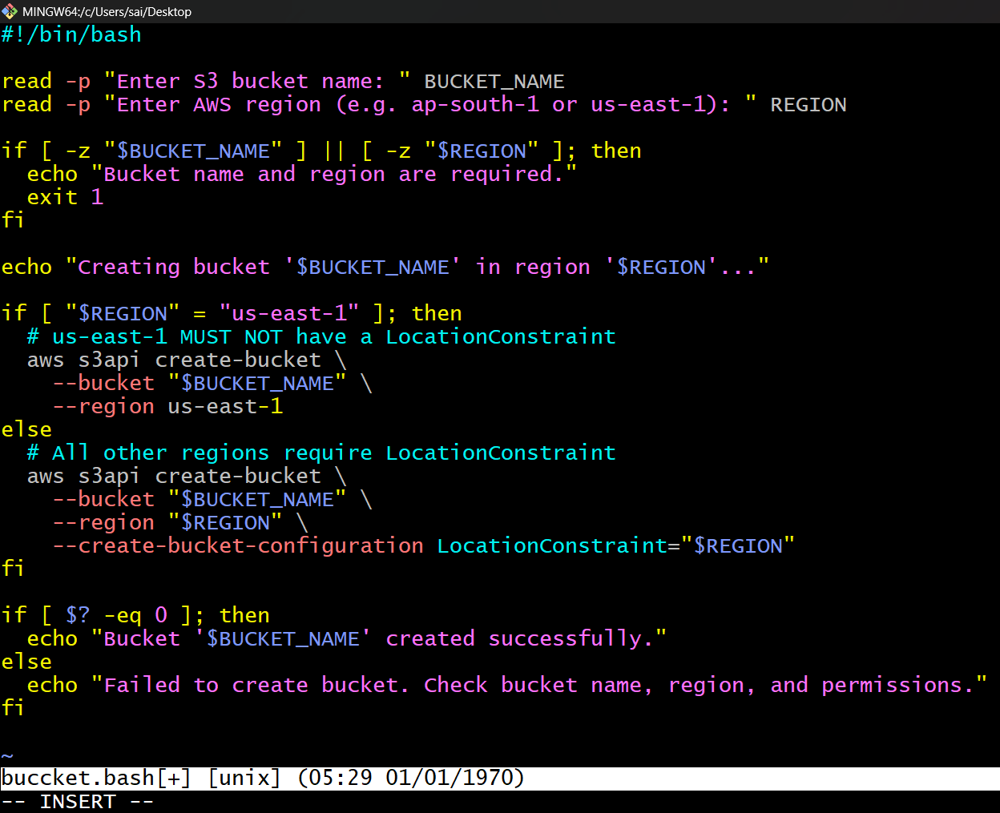 MINGW64:/c/Users/sai/Desktop
#!/bin/bash
read -p "Enter S3 bucket name: " BUCKET_NAME
read -p "Enter AWS region (e.g. ap-south-1 or us-east-1): " REGION
if [ -z "$BUCKET_NAME" ] || [ -z "$REGION" ]; then
  echo "Bucket name and region are required."
  exit 1
fi
echo "Creating bucket '$BUCKET_NAME' in region '$REGION'..."
if [ "$REGION" = "us-east-1" ]; then
  # us-east-1 MUST NOT have a LocationConstraint
  aws s3api create-bucket \
    --bucket "$BUCKET_NAME" \
    --region us-east-1
else
  # All other regions require LocationConstraint
  aws s3api create-bucket \
    --bucket "$BUCKET_NAME" \
    --region "$REGION" \
    --create-bucket-configuration LocationConstraint="$REGION"
fi
if [ $? -eq 0 ]; then
  echo "Bucket '$BUCKET_NAME' created successfully."
else
  echo "Failed to create bucket. Check bucket name, region, and permissions."
fi
~
buccket.bash[+] [unix] (05:29 01/01/1970)
-- INSERT --